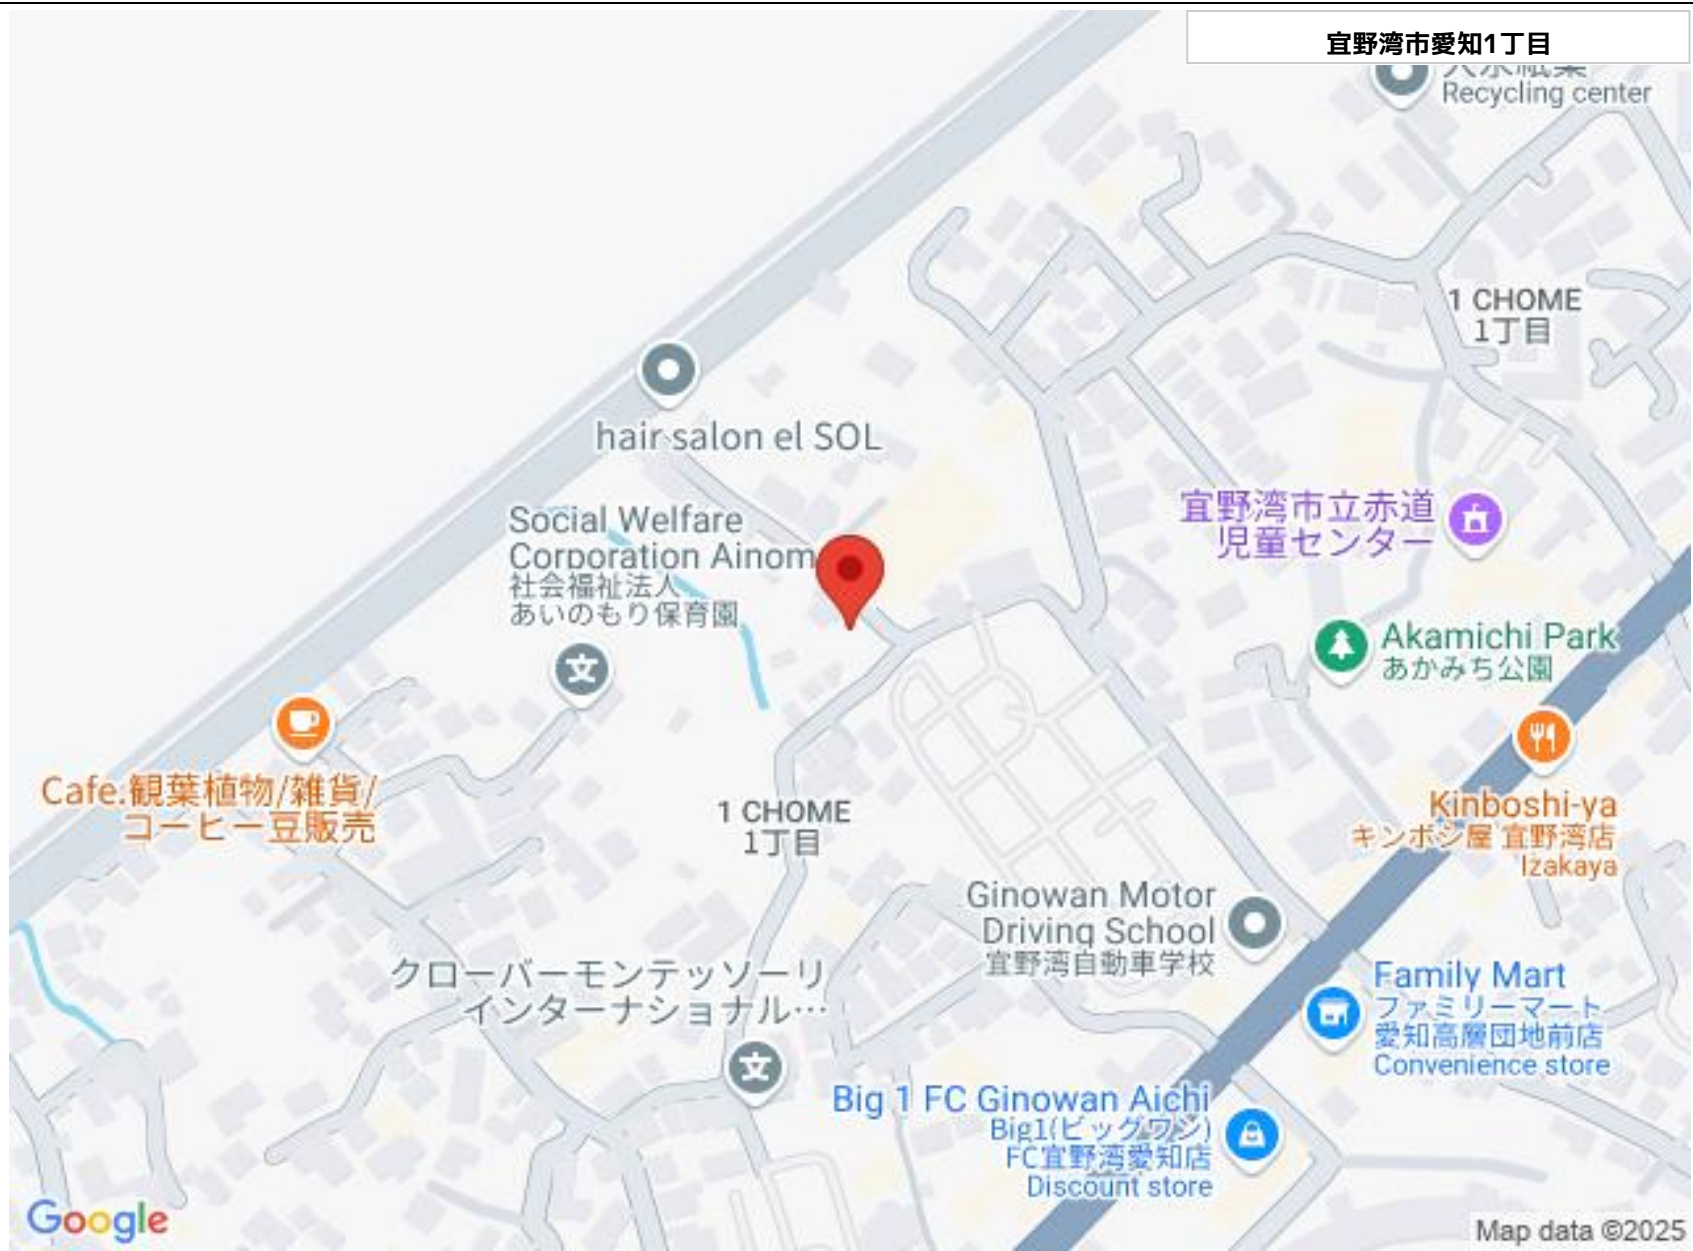 宜野湾市愛知1丁目
Recycling center
1 CHOME
1丁目
hair salon el SOL
Social Welfare
Corporation Ainom
社会福祉法人
あいのもり保育園
宜野湾市立赤道
児童センター
Akamichi Park
あかみち公園
Cafe.観葉植物/雑貨/
コーヒー豆販売
1 CHOME
1丁目
Kinboshi-ya
キンボシ屋 宜野湾店
Izakaya
Ginowan Motor
Driving School
宜野湾自動車学校
クローバーモンテッソーリ
インターナショナル…
Family Mart
ファミリーマート
愛知高層団地前店
Convenience store
Big 1 FC Ginowan Aichi
Big1(ビッグワン)
FC宜野湾愛知店
Discount store
Google
Map data ©2025